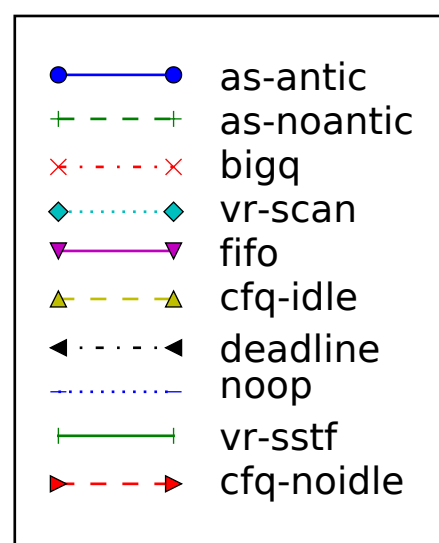 as-antic
as-noantic
bigq
vr-scan
fifo
cfq-idle
deadline
noop
vr-sstf
cfq-noidle